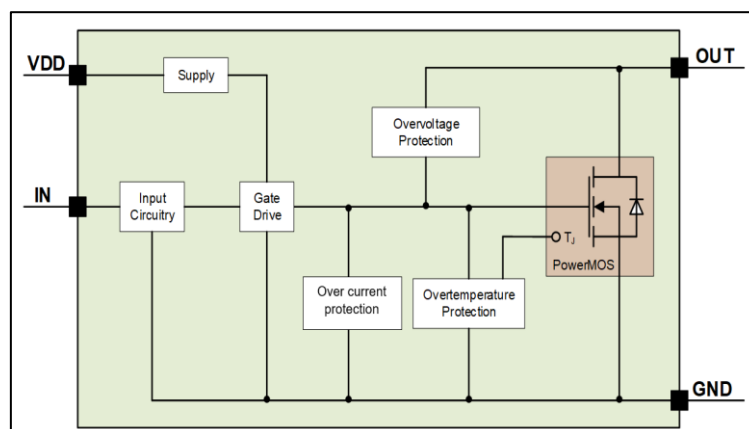 VDD
OUT
Supply
Overvoltage
Protection
IN
Input
Circuitry
Gate
Drive
TJ
PowerMOS
Over current
protection
Overtemperature
Protection
GND